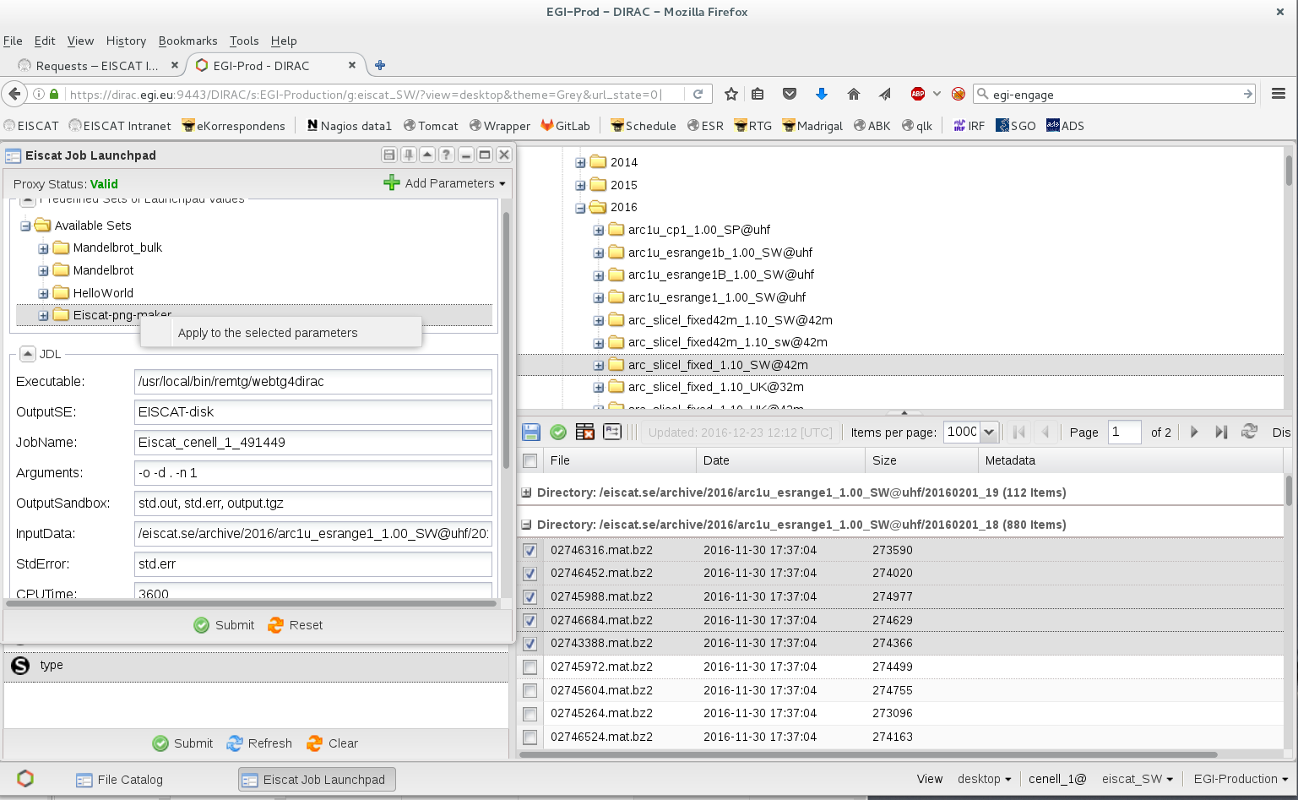 EGI-Prod - DIRAC - Mozilla Firefox
File Edit View History Bookmarks Tools Help
Requests – EISCAT I... EGI-Prod - DIRAC
https://dirac.egi.eu:9443/DIRAC/s:EGI-Production/g:eiscat_SW/?view=desktop&theme=Grey&url_state=0| ABP egi-engage
EISCAT EISCAT Intranet eKorrespondens Nagios data1 Tomcat Wrapper GitLab Schedule ESR RTG Madrigal ABK qlk IRF SGO ADS
Eiscat Job Launchpad
Proxy Status: Valid Add Parameters
Predefined Sets of Launchpad Values
Available Sets
Mandelbrot_bulk
Mandelbrot
HelloWorld
Eiscat-png-maker
Apply to the selected parameters
JDL
Executable: /usr/local/bin/remtg/webtg4dirac
OutputSE: EISCAT-disk
JobName: Eiscat_cenell_1_491449
Arguments: -o -d . -n 1
OutputSandbox: std.out, std.err, output.tgz
InputData: /eiscat.se/archive/2016/arc1u_esrange1_1.00_SW@uhf/20:
StdError: std.err
CPUTime: 3600
Submit Reset
S type
Submit Refresh Clear
2014
2015
2016
arc1u_cp1_1.00_SP@uhf
arc1u_esrange1b_1.00_SW@uhf
arc1u_esrange1B_1.00_SW@uhf
arc1u_esrange1_1.00_SW@uhf
arc_slicel_fixed42m_1.10_SW@42m
arc_slicel_fixed42m_1.10_sw@42m
arc_slicel_fixed_1.10_SW@42m
arc_slicel_fixed_1.10_UK@32m
arc_slicel_fixed_1.10_UK@42m
Updated: 2016-12-23 12:12 [UTC] Items per page: 1000 Page 1 of 2 Dis
File Date Size Metadata
Directory: /eiscat.se/archive/2016/arc1u_esrange1_1.00_SW@uhf/20160201_19 (112 Items)
Directory: /eiscat.se/archive/2016/arc1u_esrange1_1.00_SW@uhf/20160201_18 (880 Items)
02746316.mat.bz2 2016-11-30 17:37:04 273590
02746452.mat.bz2 2016-11-30 17:37:04 274020
02745988.mat.bz2 2016-11-30 17:37:04 274977
02746684.mat.bz2 2016-11-30 17:37:04 274629
02743388.mat.bz2 2016-11-30 17:37:04 274366
02745972.mat.bz2 2016-11-30 17:37:04 274499
02745604.mat.bz2 2016-11-30 17:37:04 274755
02745264.mat.bz2 2016-11-30 17:37:04 273096
02746524.mat.bz2 2016-11-30 17:37:04 274163
File Catalog Eiscat Job Launchpad View desktop cenell_1@ eiscat_SW EGI-Production